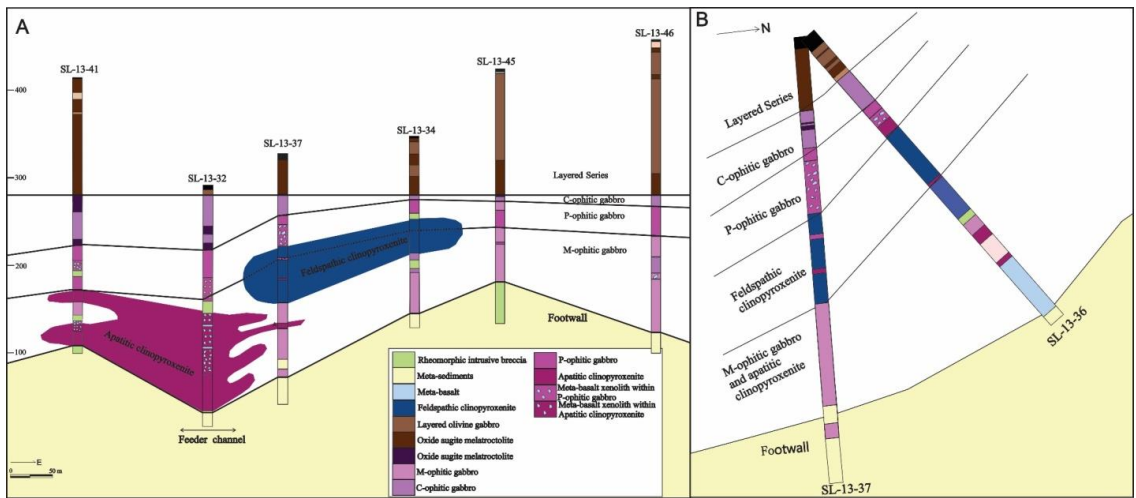 A
SL-13-41
SL-13-32
SL-13-37
SL-13-34
SL-13-45
SL-13-46
400
300
200
100
Layered Series
C-ophitic gabbro
P-ophitic gabbro
M-ophitic gabbro
Feldspathic clinopyroxenite
Apatitic clinopyroxenite
Footwall
Feeder channel
E
0 50 m
Rheomorphic intrusive breccia
Meta-sediments
Meta-basalt
Feldspathic clinopyroxenite
Layered olivine gabbro
Oxide augite melatroctolite
Oxide augite melatroctolite
M-ophitic gabbro
C-ophitic gabbro
P-ophitic gabbro
Apatitic clinopyroxenite
Meta-basalt xenolith within
P-ophitic gabbro
Meta-basalt xenolith within
Apatitic clinopyroxenite
B
N
Layered Series
C-ophitic gabbro
P-ophitic gabbro
Feldspathic
clinopyroxenite
M-ophitic gabbro
and apatitic
clinopyroxenite
Footwall
SL-13-36
SL-13-37